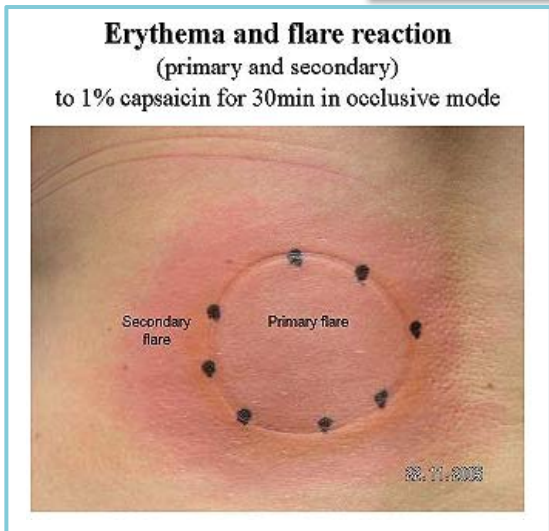 Erythema and flare reaction
(primary and secondary)
to 1% capsaicin for 30min in occlusive mode
Secondary
flare
Primary flare
22.11.2005